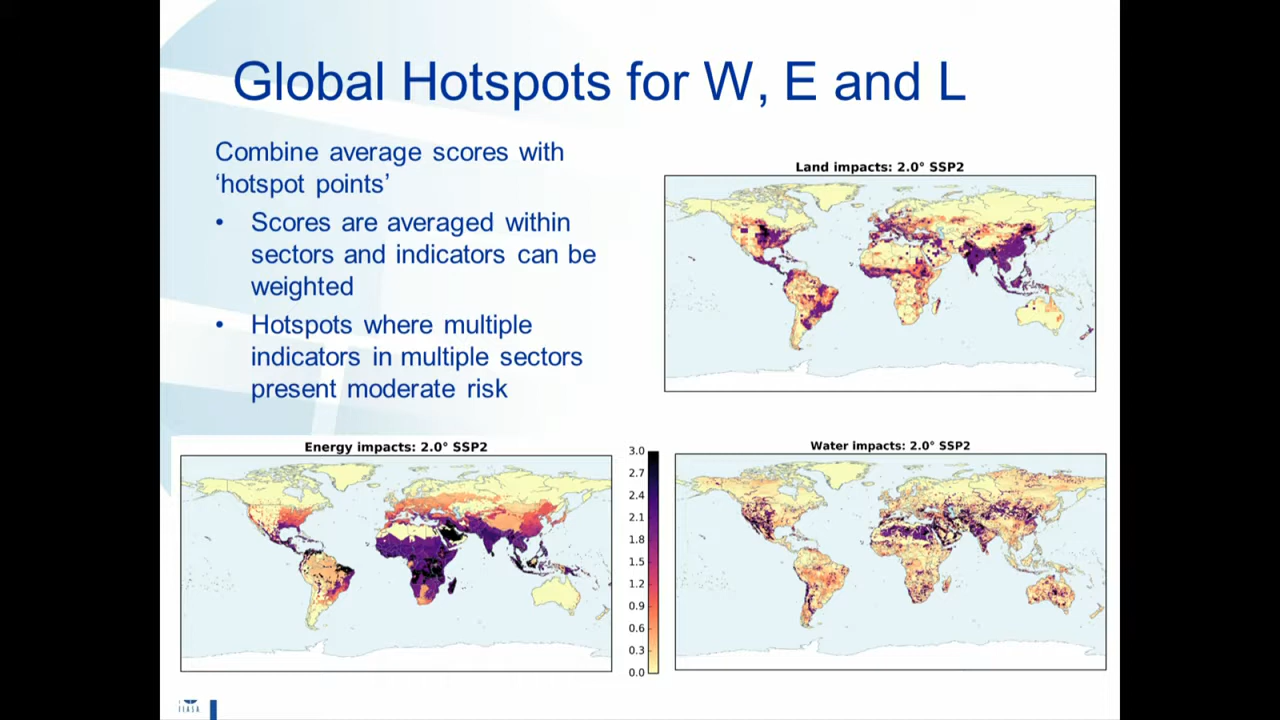 Global Hotspots for W, E and L
Combine average scores with
‘hotspot points’
• Scores are averaged within
sectors and indicators can be
weighted
• Hotspots where multiple
indicators in multiple sectors
present moderate risk
Land impacts: 2.0° SSP2
Energy impacts: 2.0° SSP2
3.0
2.7
2.4
2.1
1.8
1.5
1.2
0.9
0.6
0.3
0.0
Water impacts: 2.0° SSP2
IIASA